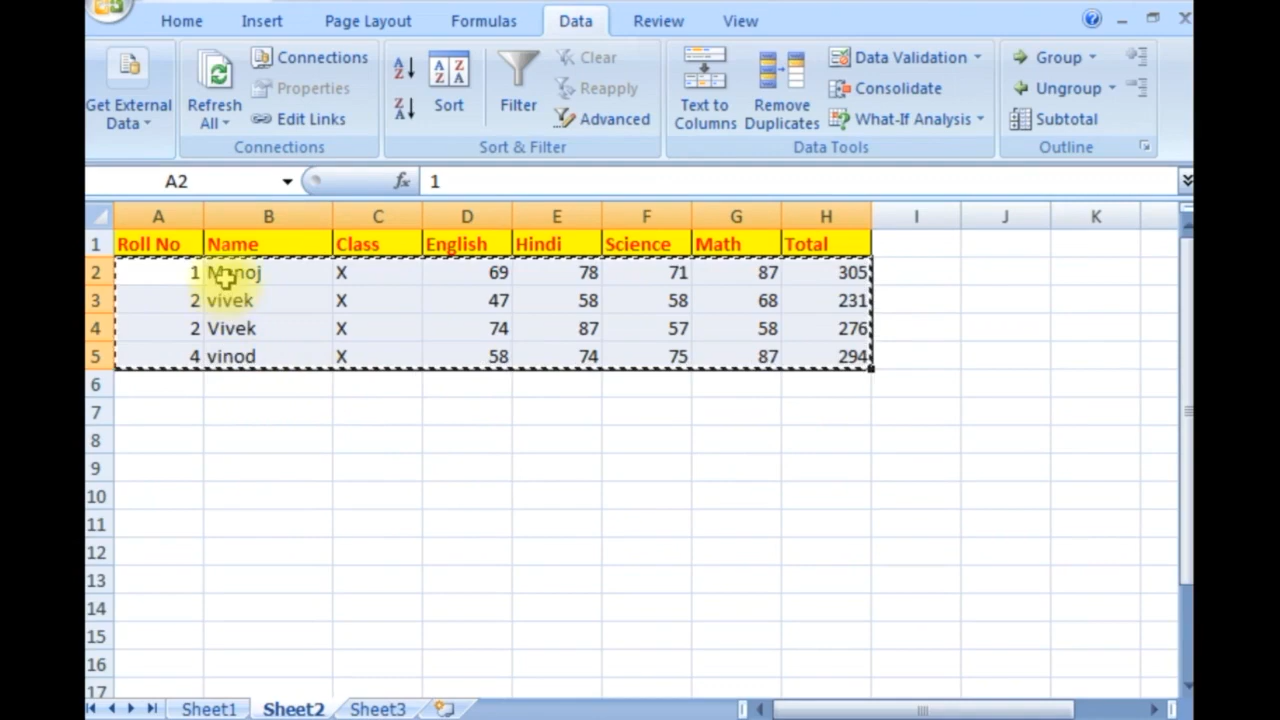 Home Insert Page Layout Formulas Data Review View
Get External Data
Refresh All
Connections
Properties
Edit Links
Connections
Sort
Filter
Clear
Reapply
Advanced
Sort & Filter
Text to Columns
Remove Duplicates
Data Validation
Consolidate
What-If Analysis
Data Tools
Group
Ungroup
Subtotal
Outline
A2 fx 1
A B C D E F G H I J K
1 Roll No Name Class English Hindi Science Math Total
2 1 Manoj X 69 78 71 87 305
3 2 vivek X 47 58 58 68 231
4 2 Vivek X 74 87 57 58 276
5 4 vinod X 58 74 75 87 294
6
7
8
9
10
11
12
13
14
15
16
17
Sheet1 Sheet2 Sheet3